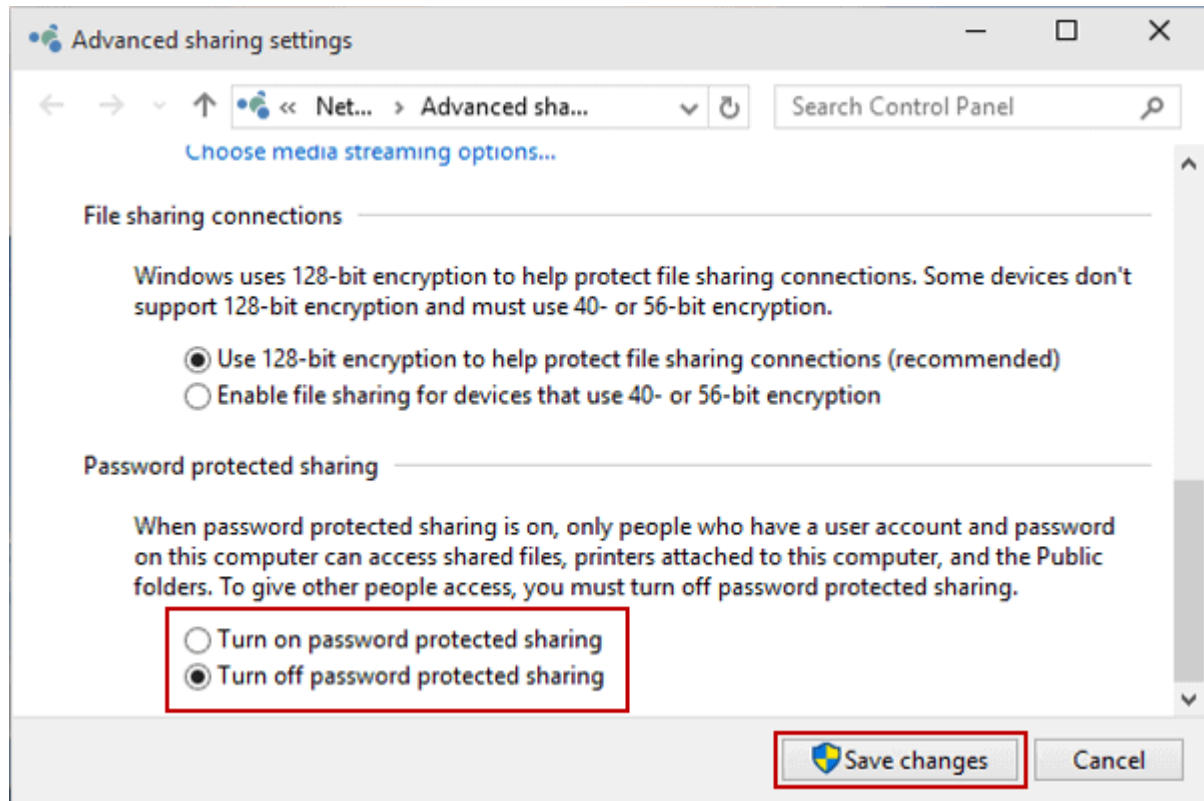 Advanced sharing settings
« Net... > Advanced sha...
Search Control Panel
Choose media streaming options...
File sharing connections
Windows uses 128-bit encryption to help protect file sharing connections. Some devices don't
support 128-bit encryption and must use 40- or 56-bit encryption.
Use 128-bit encryption to help protect file sharing connections (recommended)
Enable file sharing for devices that use 40- or 56-bit encryption
Password protected sharing
When password protected sharing is on, only people who have a user account and password
on this computer can access shared files, printers attached to this computer, and the Public
folders. To give other people access, you must turn off password protected sharing.
Turn on password protected sharing
Turn off password protected sharing
Save changes
Cancel